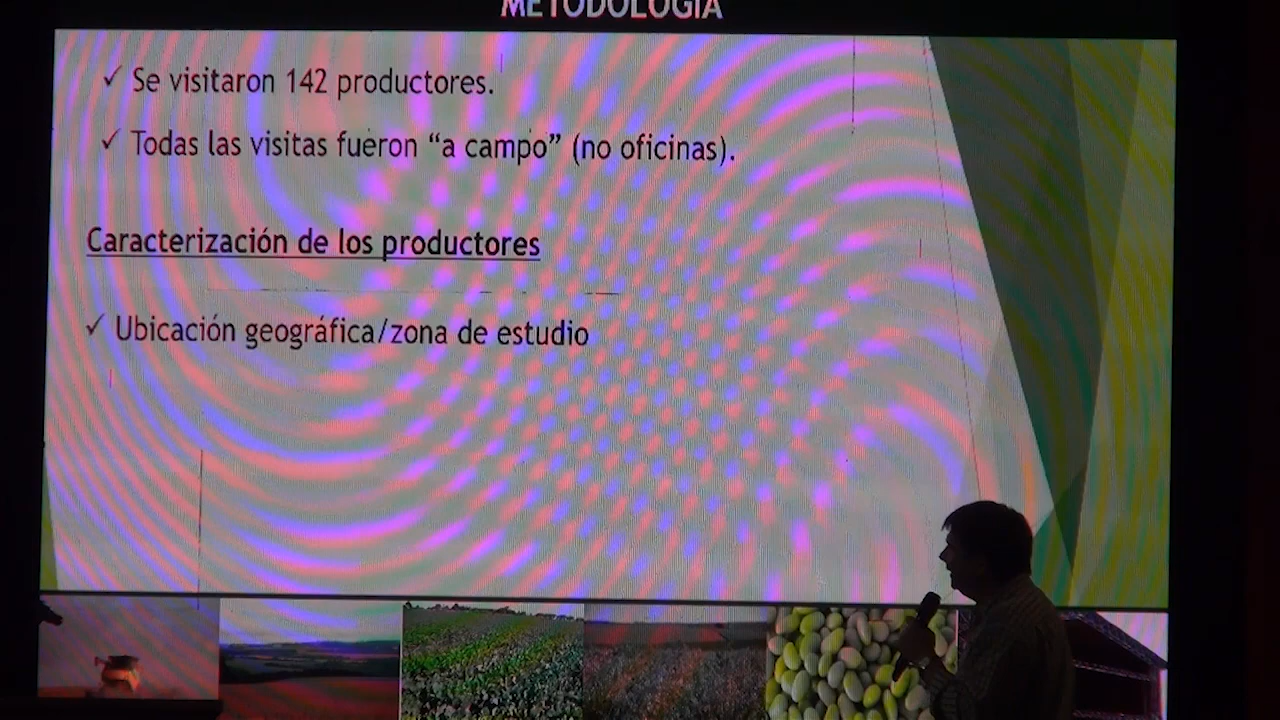 METODOLOGÍA
✓ Se visitaron 142 productores.
✓ Todas las visitas fueron “a campo” (no oficinas).
Caracterización de los productores
✓ Ubicación geográfica/zona de estudio